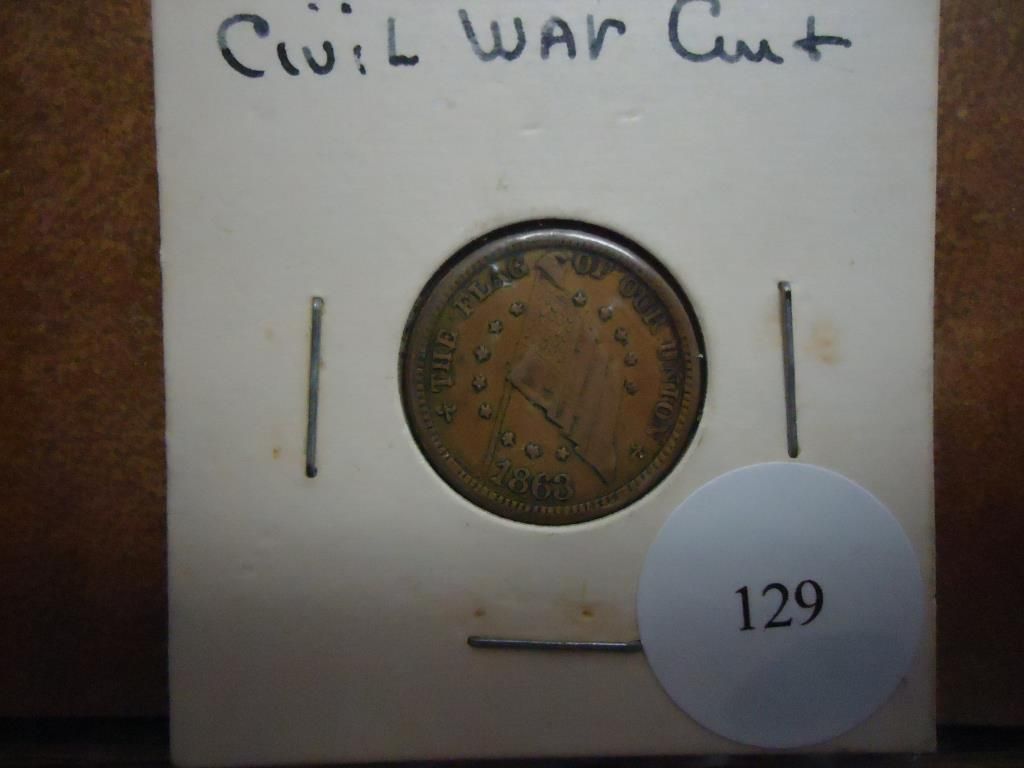 Civil War Cent
THE FLAG OF OUR UNION
1863
129